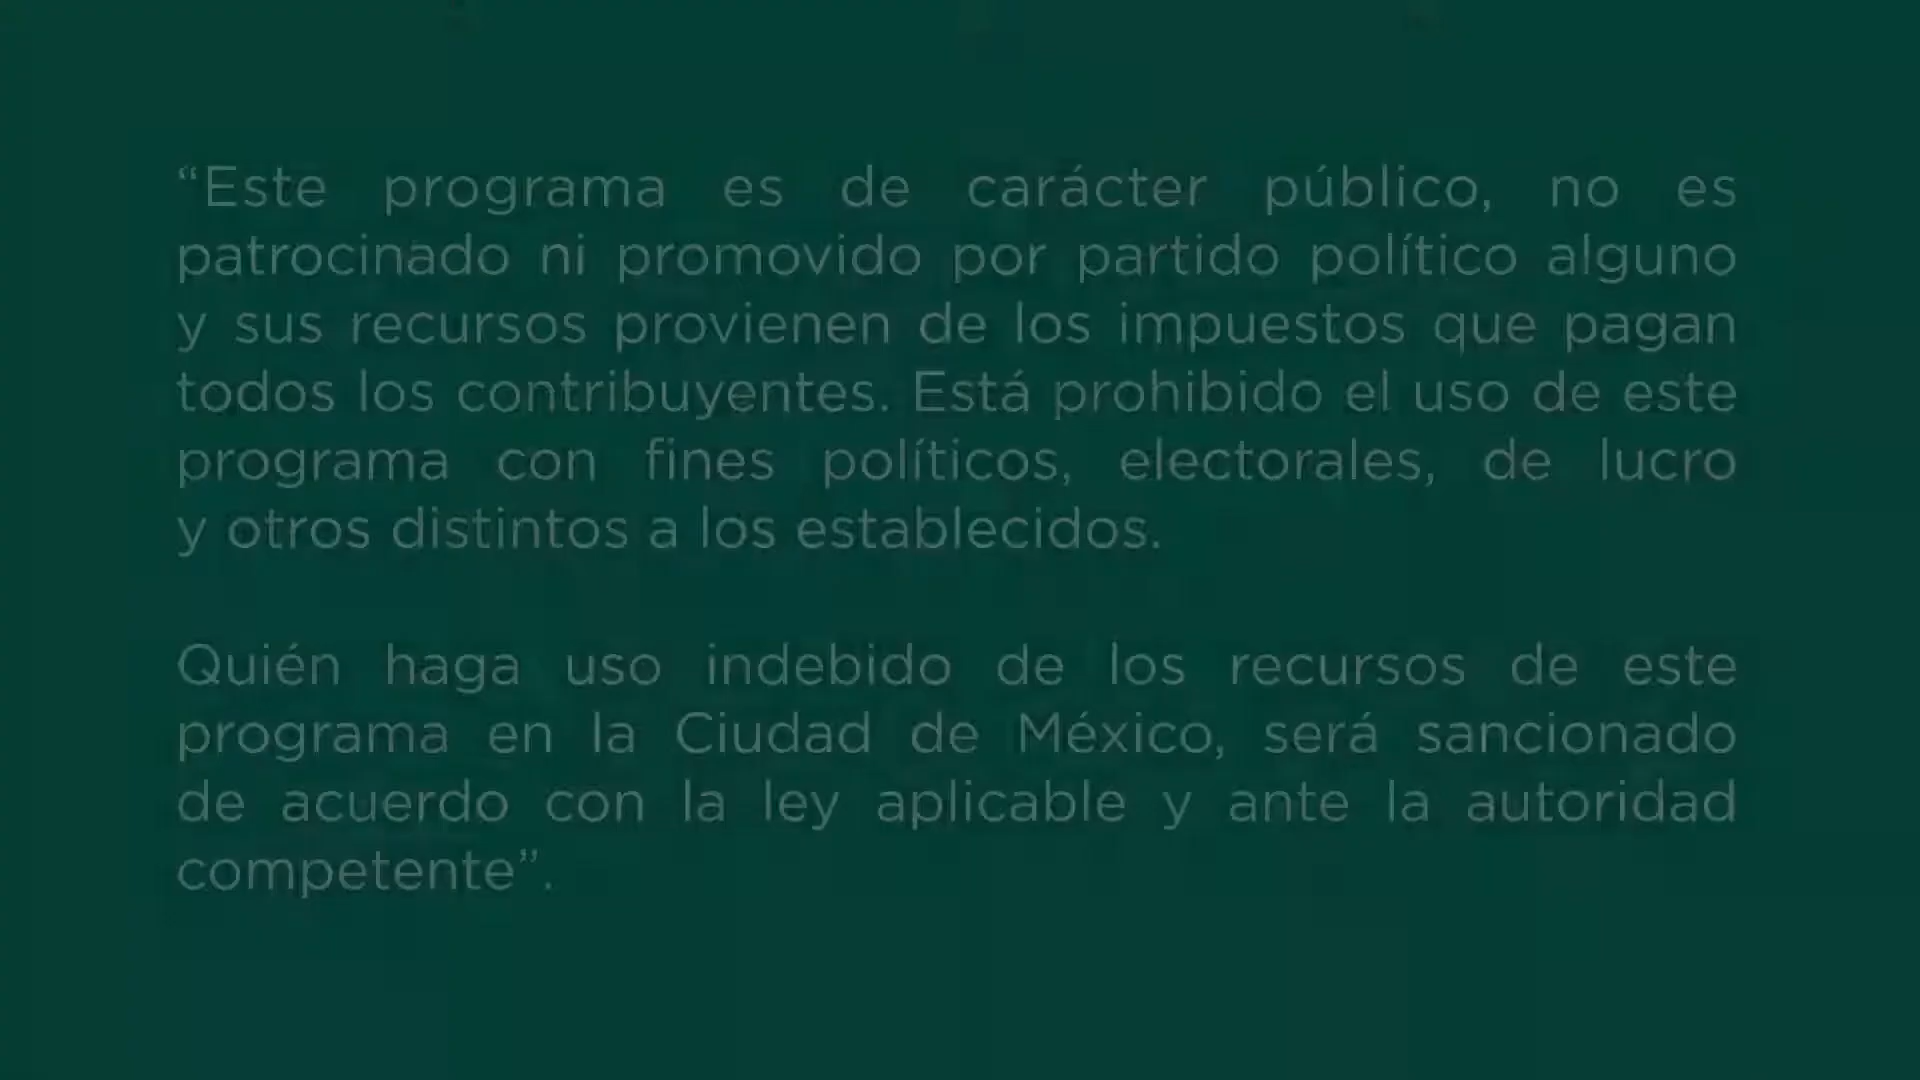 “Este programa es de carácter público, no es
patrocinado ni promovido por partido político alguno
y sus recursos provienen de los impuestos que pagan
todos los contribuyentes. Está prohibido el uso de este
programa con fines políticos, electorales, de lucro
y otros distintos a los establecidos.
Quién haga uso indebido de los recursos de este
programa en la Ciudad de México, será sancionado
de acuerdo con la ley aplicable y ante la autoridad
competente”.